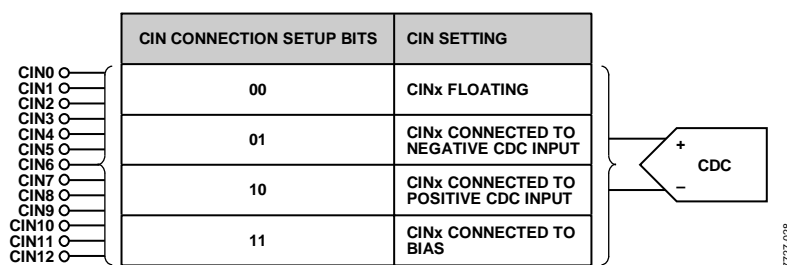 CIN CONNECTION SETUP BITS
CIN SETTING
CIN0
CIN1
CIN2
CIN3
CIN4
CIN5
CIN6
CIN7
CIN8
CIN9
CIN10
CIN11
CIN12
00
CINx FLOATING
01
CINx CONNECTED TO
NEGATIVE CDC INPUT
10
CINx CONNECTED TO
POSITIVE CDC INPUT
11
CINx CONNECTED TO
BIAS
+
CDC
–